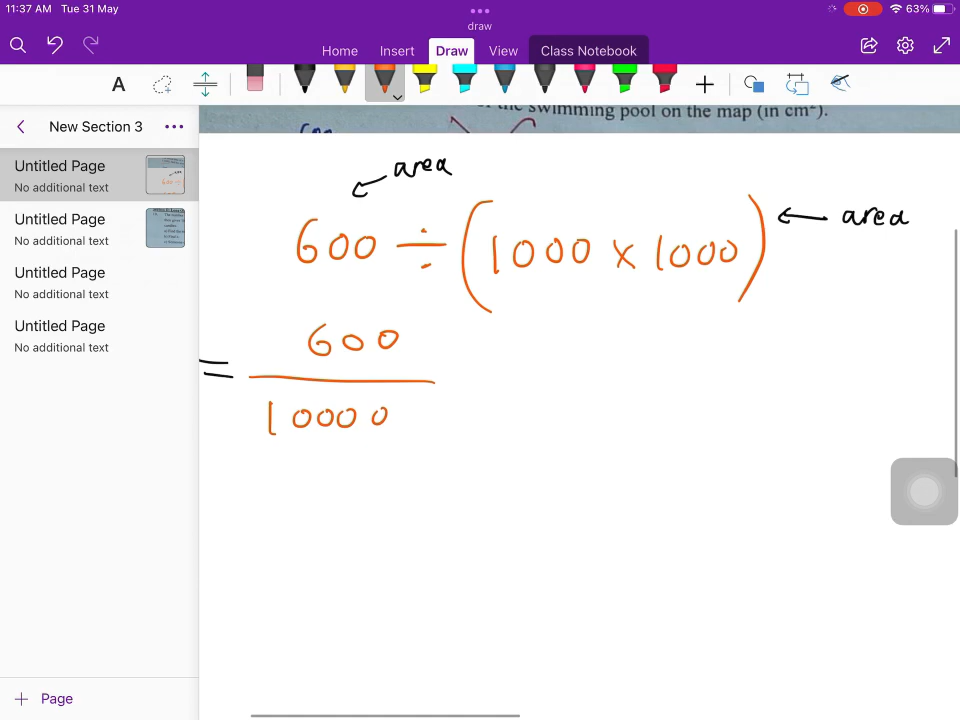 11:37 AM Tue 31 May
63%
draw
Home Insert Draw View Class Notebook
A
New Section 3
Untitled Page
No additional text
Untitled Page
No additional text
Untitled Page
No additional text
Untitled Page
No additional text
+ Page
the swimming pool on the map (in cm²).
area
600 ÷ (1000 x 1000) area
= 600
10000